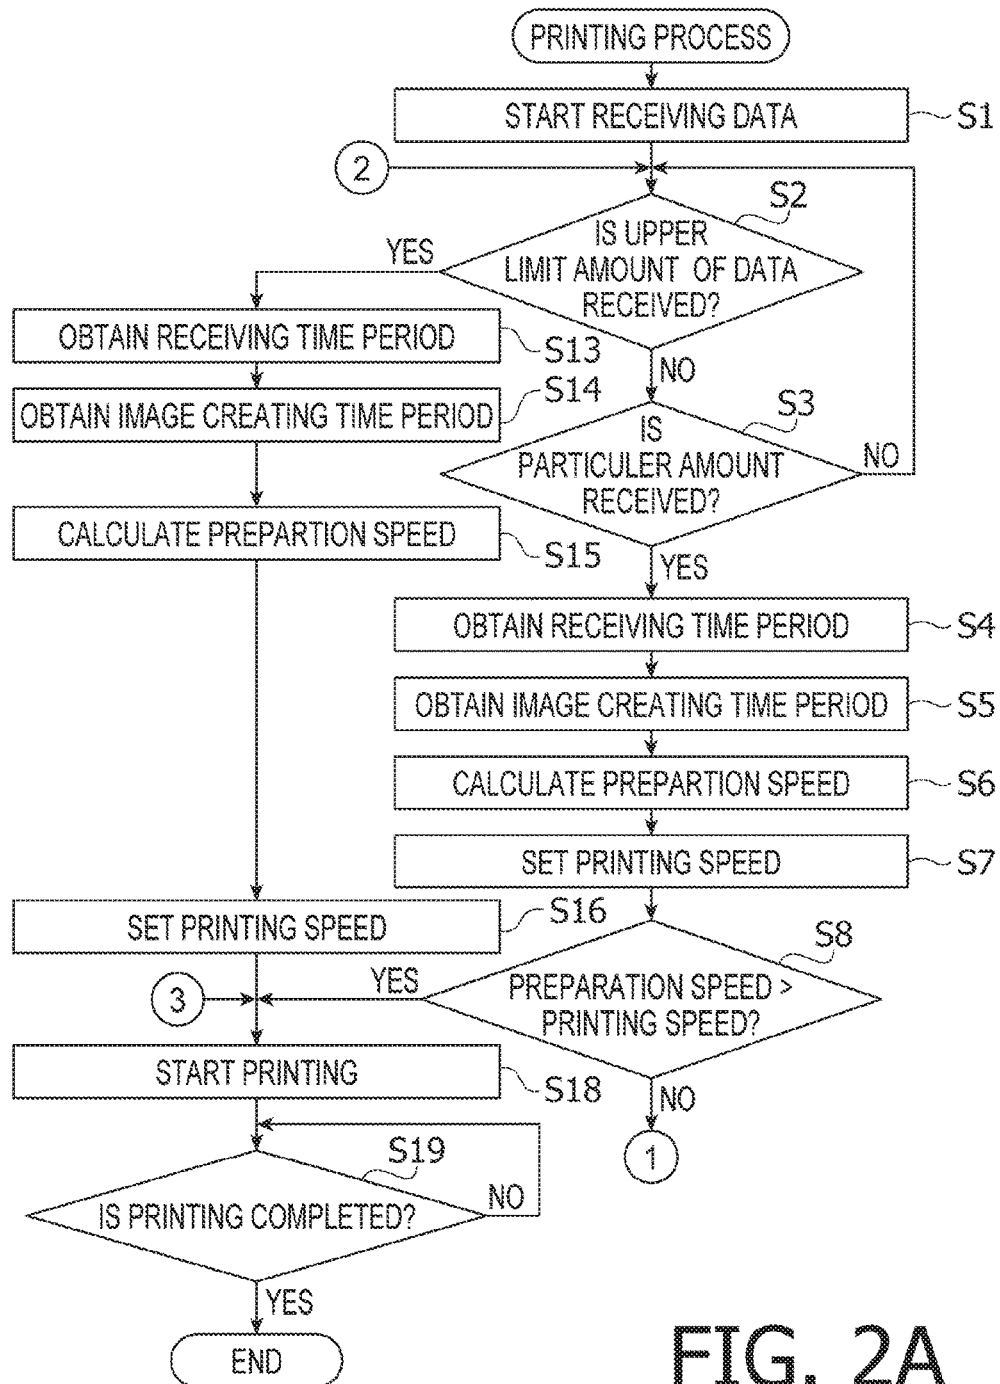 PRINTING PROCESS
START RECEIVING DATA
S1
2
S2
IS UPPER
LIMIT AMOUNT OF DATA
RECEIVED?
YES
NO
OBTAIN RECEIVING TIME PERIOD
S13
OBTAIN IMAGE CREATING TIME PERIOD
S14
S3
IS
PARTICULER AMOUNT
RECEIVED?
NO
YES
CALCULATE PREPARTION SPEED
S15
OBTAIN RECEIVING TIME PERIOD
S4
OBTAIN IMAGE CREATING TIME PERIOD
S5
CALCULATE PREPARTION SPEED
S6
SET PRINTING SPEED
S7
SET PRINTING SPEED
S16
S8
PREPARATION SPEED >
PRINTING SPEED?
YES
3
NO
1
START PRINTING
S18
S19
IS PRINTING COMPLETED?
NO
YES
END
FIG. 2A